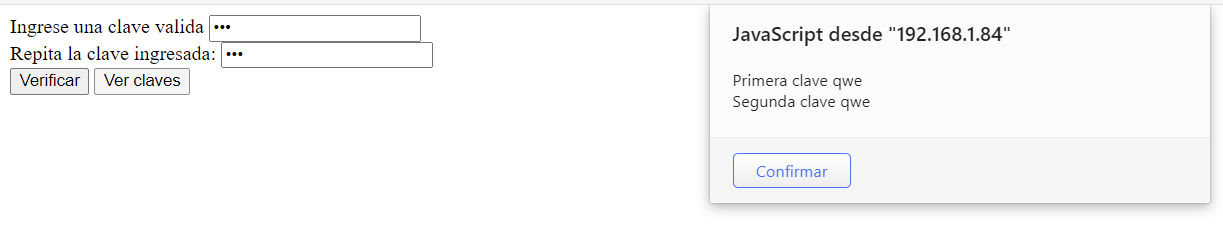 Ingrese una clave valida •••
Repita la clave ingresada: •••
Verificar Ver claves
JavaScript desde "192.168.1.84"
Primera clave qwe
Segunda clave qwe
Confirmar